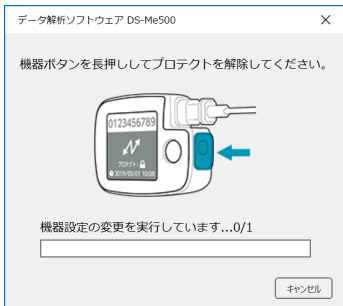 データ解析ソフトウェア DS-Me500
機器ボタンを長押ししてプロテクトを解除してください。
0123456789
プロテクト:
2019/05/01 10:08
機器設定の変更を実行しています...0/1
キャンセル